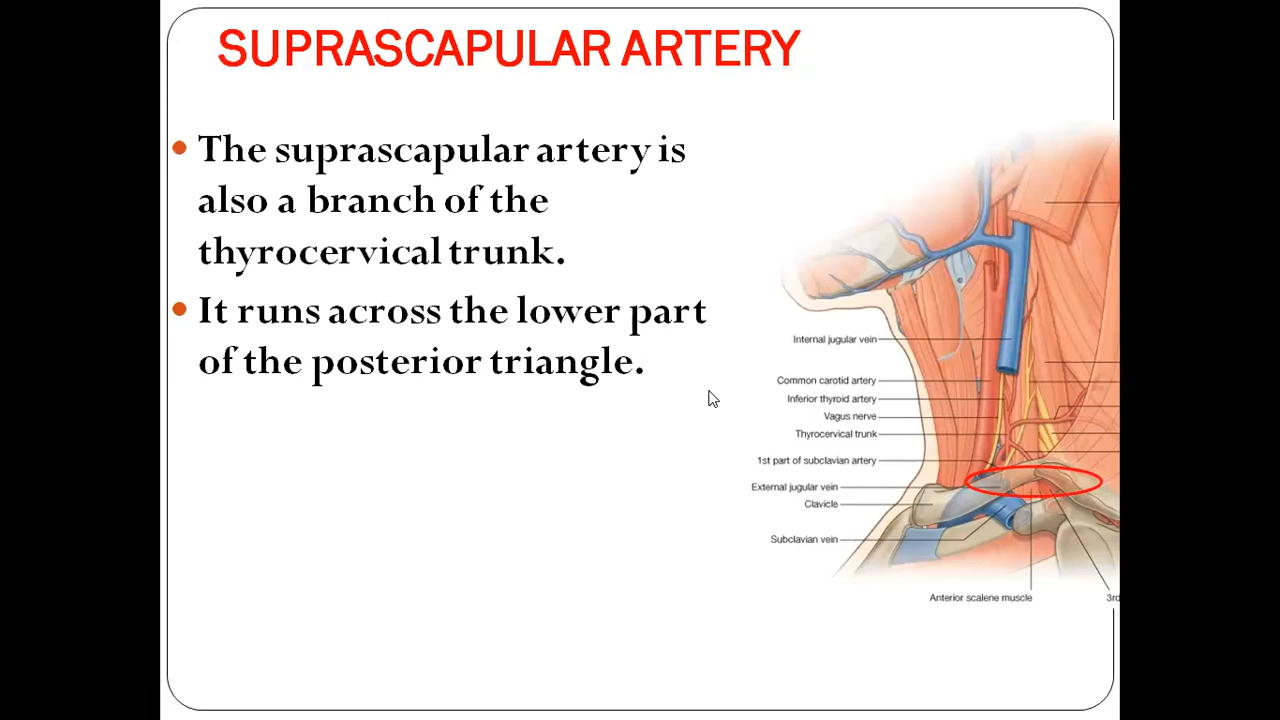 SUPRASCAPULAR ARTERY
• The suprascapular artery is
also a branch of the
thyrocervical trunk.
• It runs across the lower part
of the posterior triangle.
Internal jugular vein
Common carotid artery
Inferior thyroid artery
Vagus nerve
Thyrocervical trunk
1st part of subclavian artery
External jugular vein
Clavicle
Subclavian vein
Anterior scalene muscle
3rd